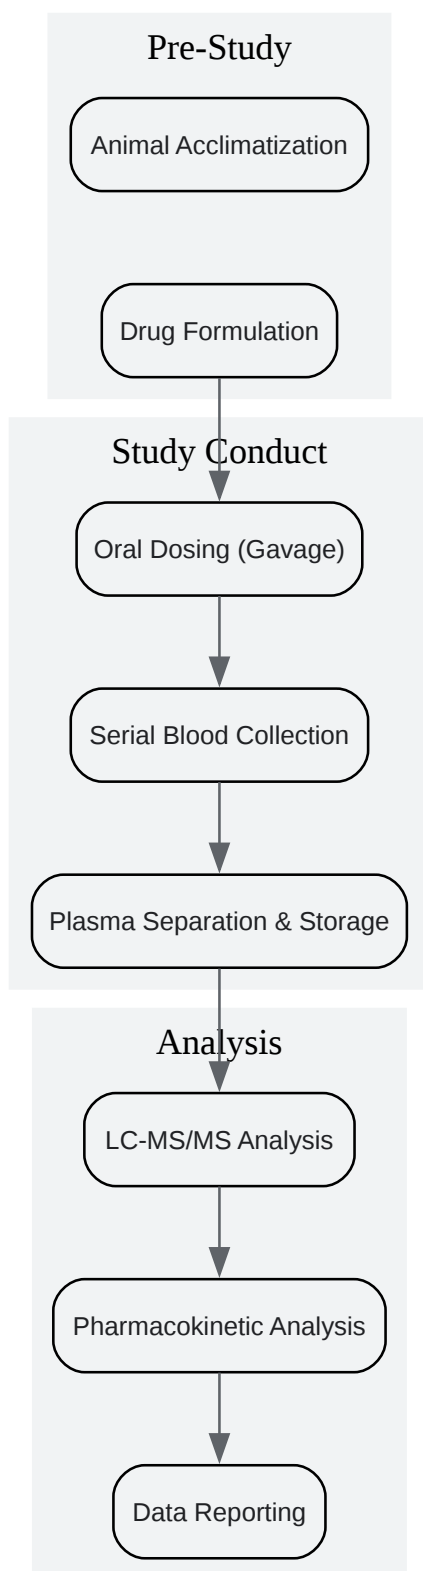 Pre-Study
Animal Acclimatization
Drug Formulation
Study Conduct
Oral Dosing (Gavage)
Serial Blood Collection
Plasma Separation & Storage
Analysis
LC-MS/MS Analysis
Pharmacokinetic Analysis
Data Reporting